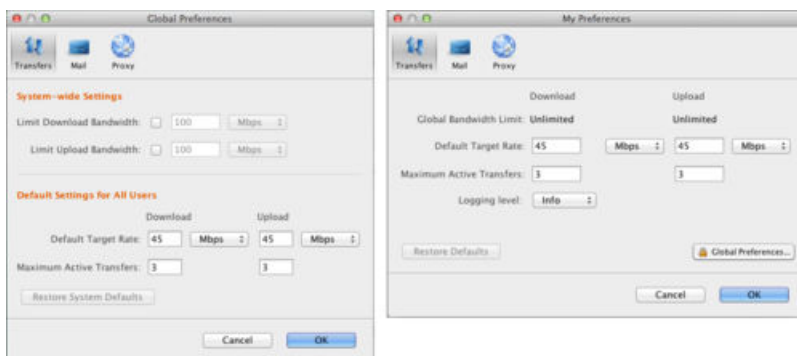 Global Preferences
Transfers Mail Proxy
System-wide Settings
Limit Download Bandwidth: 100 Mbps
Limit Upload Bandwidth: 100 Mbps
Default Settings for All Users
Download Upload
Default Target Rate: 45 Mbps 45 Mbps
Maximum Active Transfers: 3 3
Restore System Defaults
Cancel OK
My Preferences
Transfers Mail Proxy
Download Upload
Global Bandwidth Limit: Unlimited Unlimited
Default Target Rate: 45 Mbps 45 Mbps
Maximum Active Transfers: 3 3
Logging level: Info
Restore Defaults Global Preferences...
Cancel OK